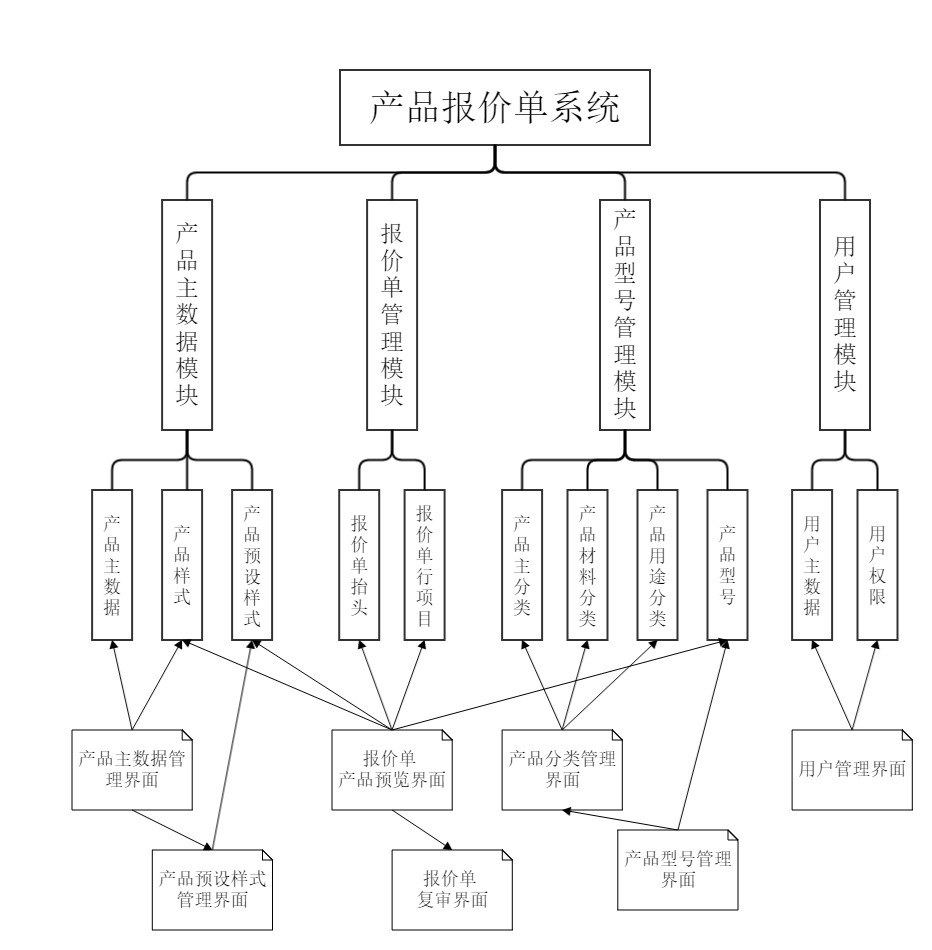 产品报价单系统
产品主数据模块
报价单管理模块
产品型号管理模块
用户管理模块
产品主数据
产品样式
产品预设样式
报价单抬头
报价单行项目
产品主分类
产品材料分类
产品用途分类
产品型号
用户主数据
用户权限
产品主数据管
理界面
报价单
产品预览界面
产品分类管理
界面
用户管理界面
产品预设样式
管理界面
报价单
复审界面
产品型号管理
界面